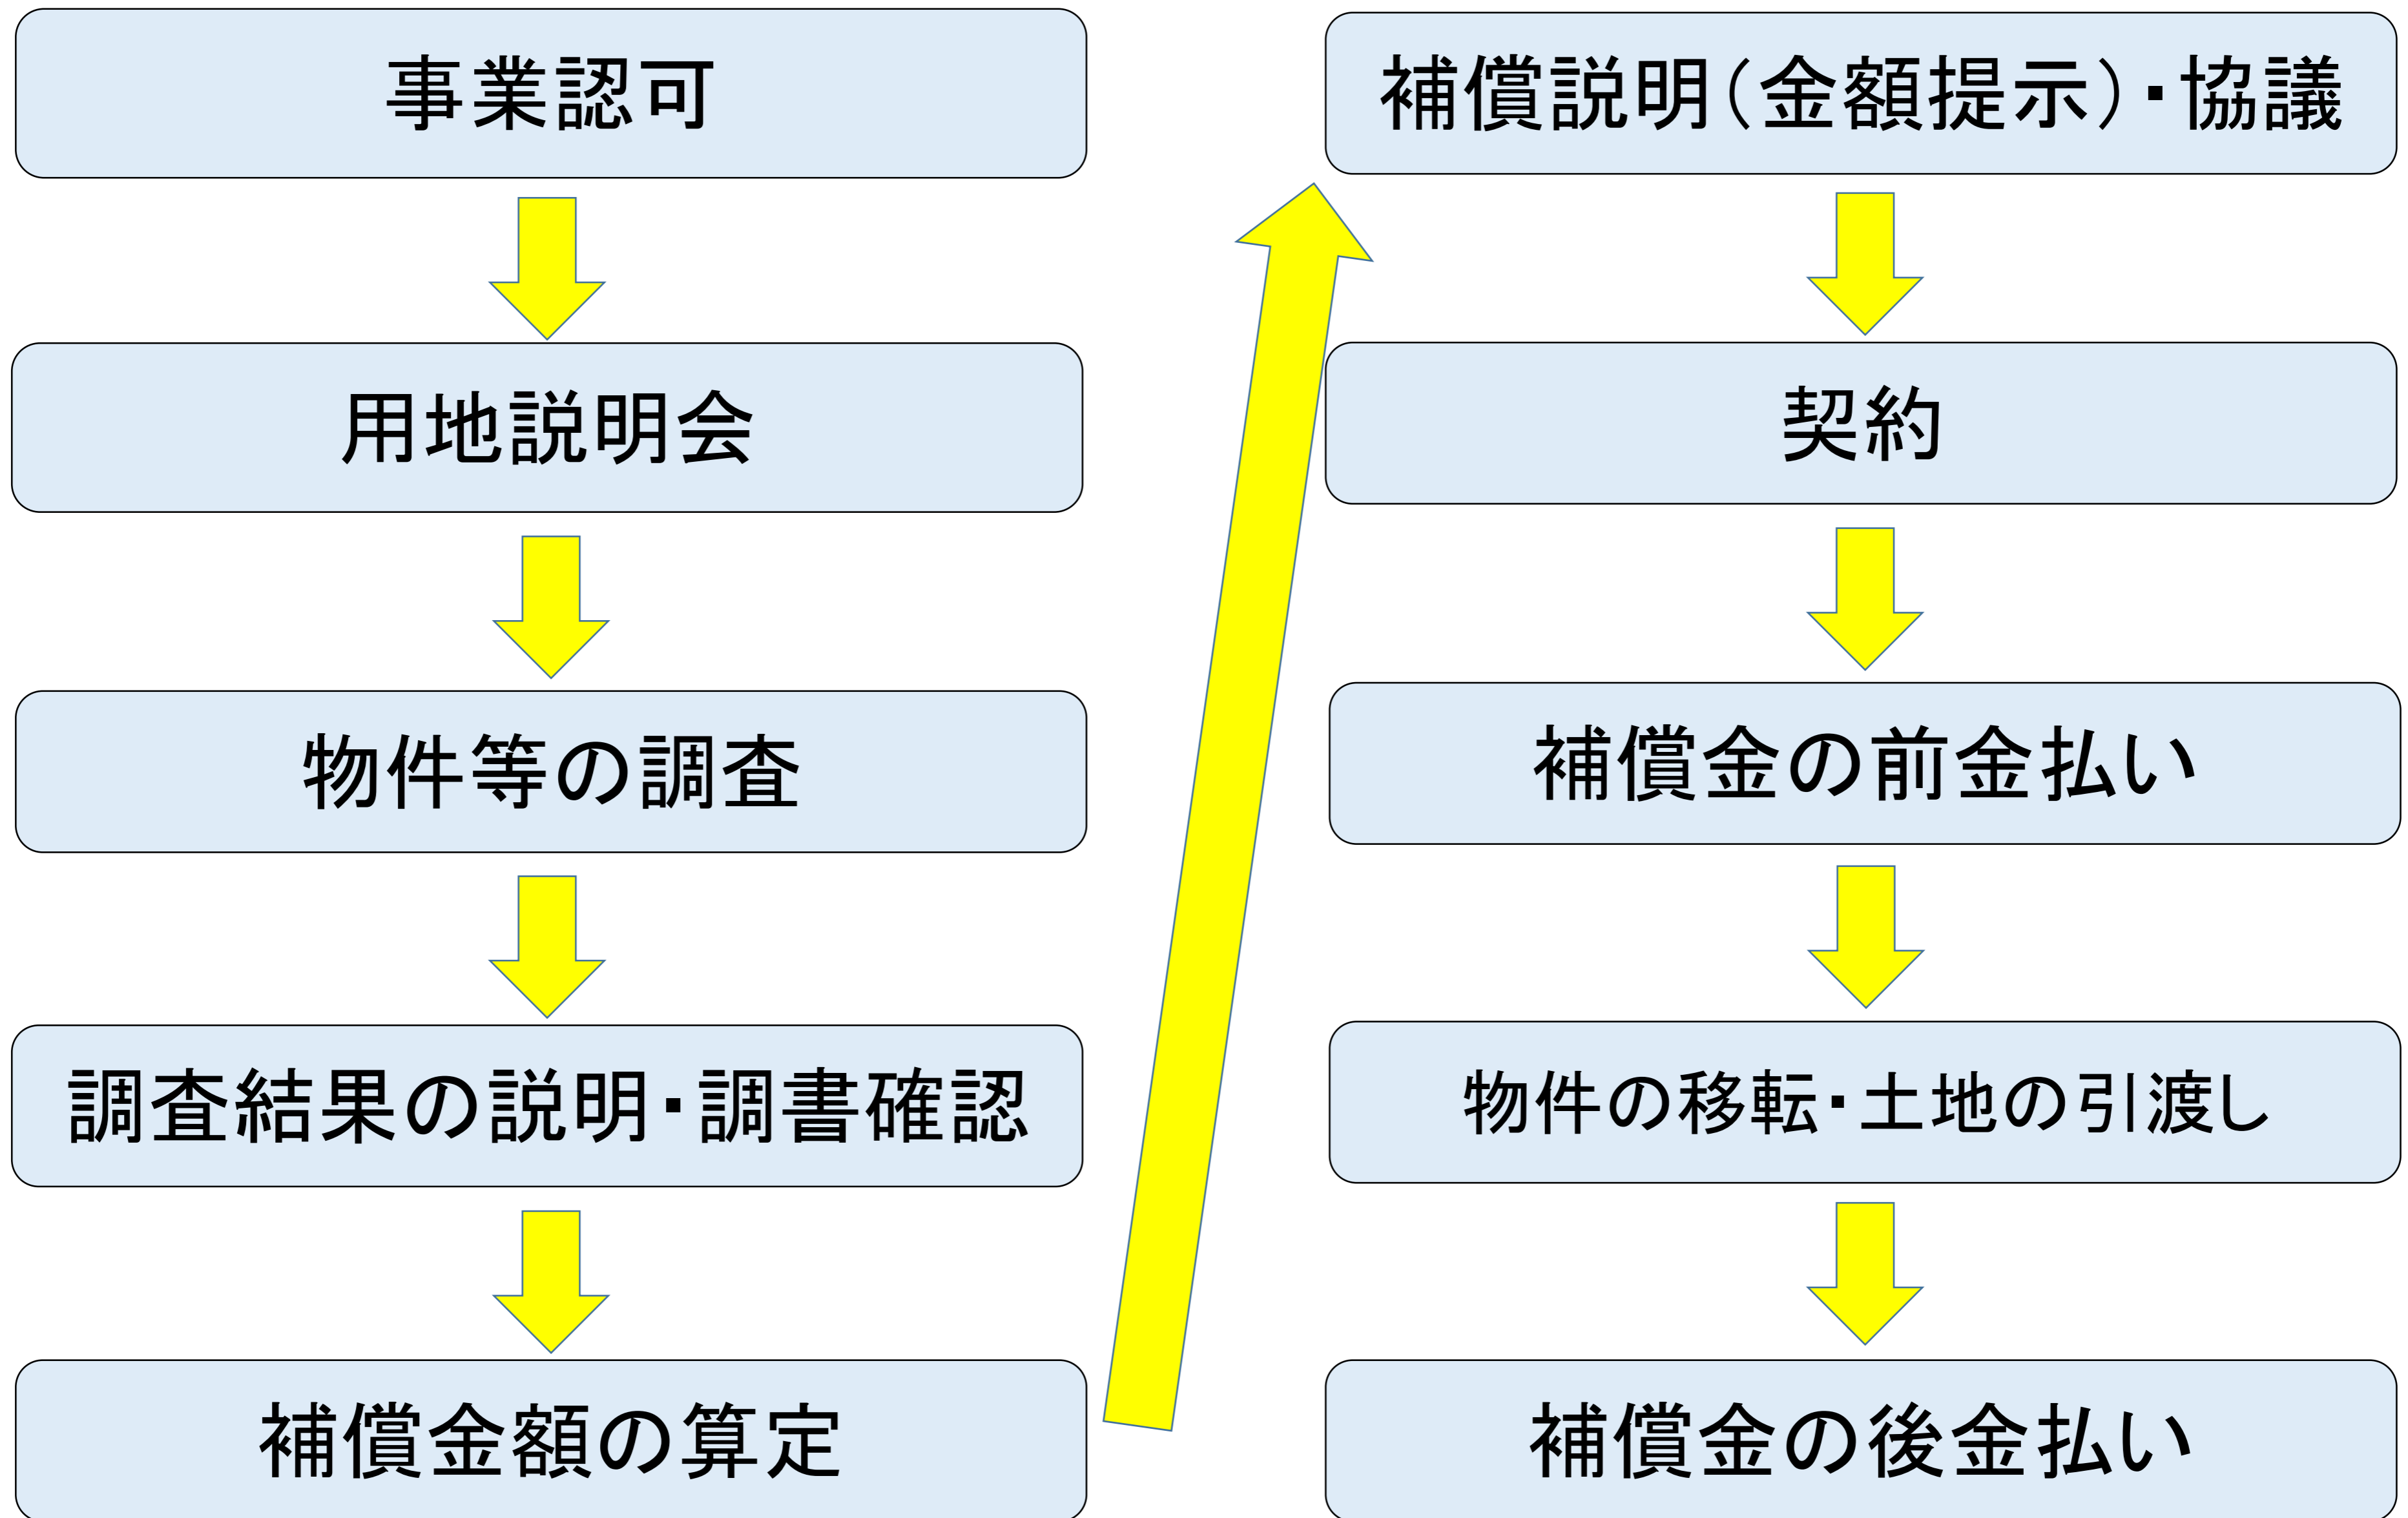 事業認可
用地説明会
物件等の調査
調査結果の説明・調書確認
補償金額の算定
補償説明(金額提示)・協議
契約
補償金の前金払い
物件の移転・土地の引渡し
補償金の後金払い